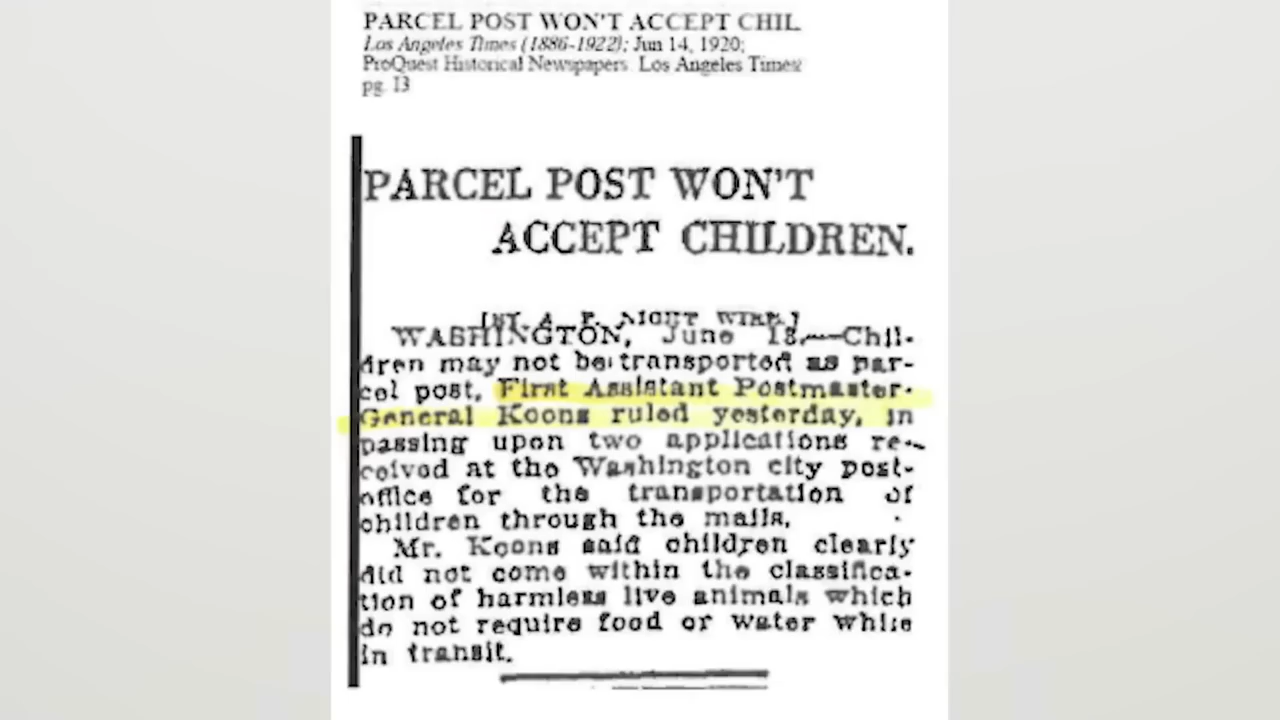 PARCEL POST WON'T ACCEPT CHIL
Los Angeles Times (1886-1922); Jun 14, 1920;
ProQuest Historical Newspapers Los Angeles Times
pg. 13
PARCEL POST WON'T
ACCEPT CHILDREN.
[BY A. P. NIGHT WIRE.]
WASHINGTON, June 13.—Chil-
dren may not be transported as par-
cel post, First Assistant Postmaster-
General Koons ruled yesterday, in
passing upon two applications re-
ceived at the Washington city post-
office for the transportation of
children through the mails.
Mr. Koons said children clearly
did not come within the classifica-
tion of harmless live animals which
do not require food or water while
in transit.